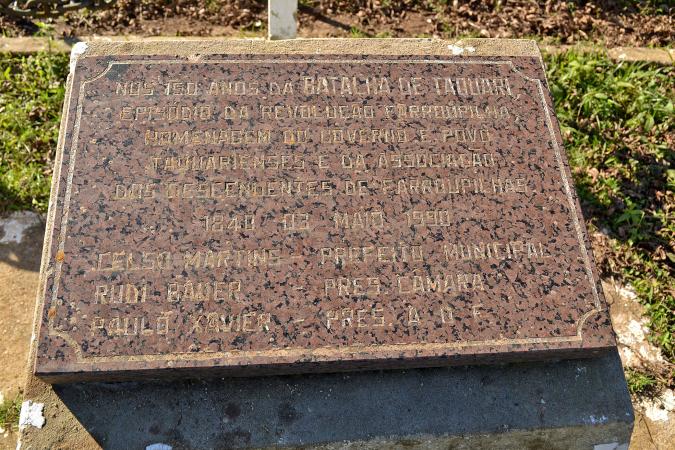 NOS 150 ANOS DA BATALHA DE TAQUARI,
EPISÓDIO DA REVOLUÇÃO FARROUPILHA,
HOMENAGEM DO GOVERNO E POVO
TAQUARIENSES E DA ASSOCIAÇÃO
DOS DESCENDENTES DE FARROUPILHAS
1840 03 MAIO 1990
CELSO MARTINS - PREFEITO MUNICIPAL
RUDI BAUER - PRES. CÂMARA
PAULO XAVIER - PRES. A D F